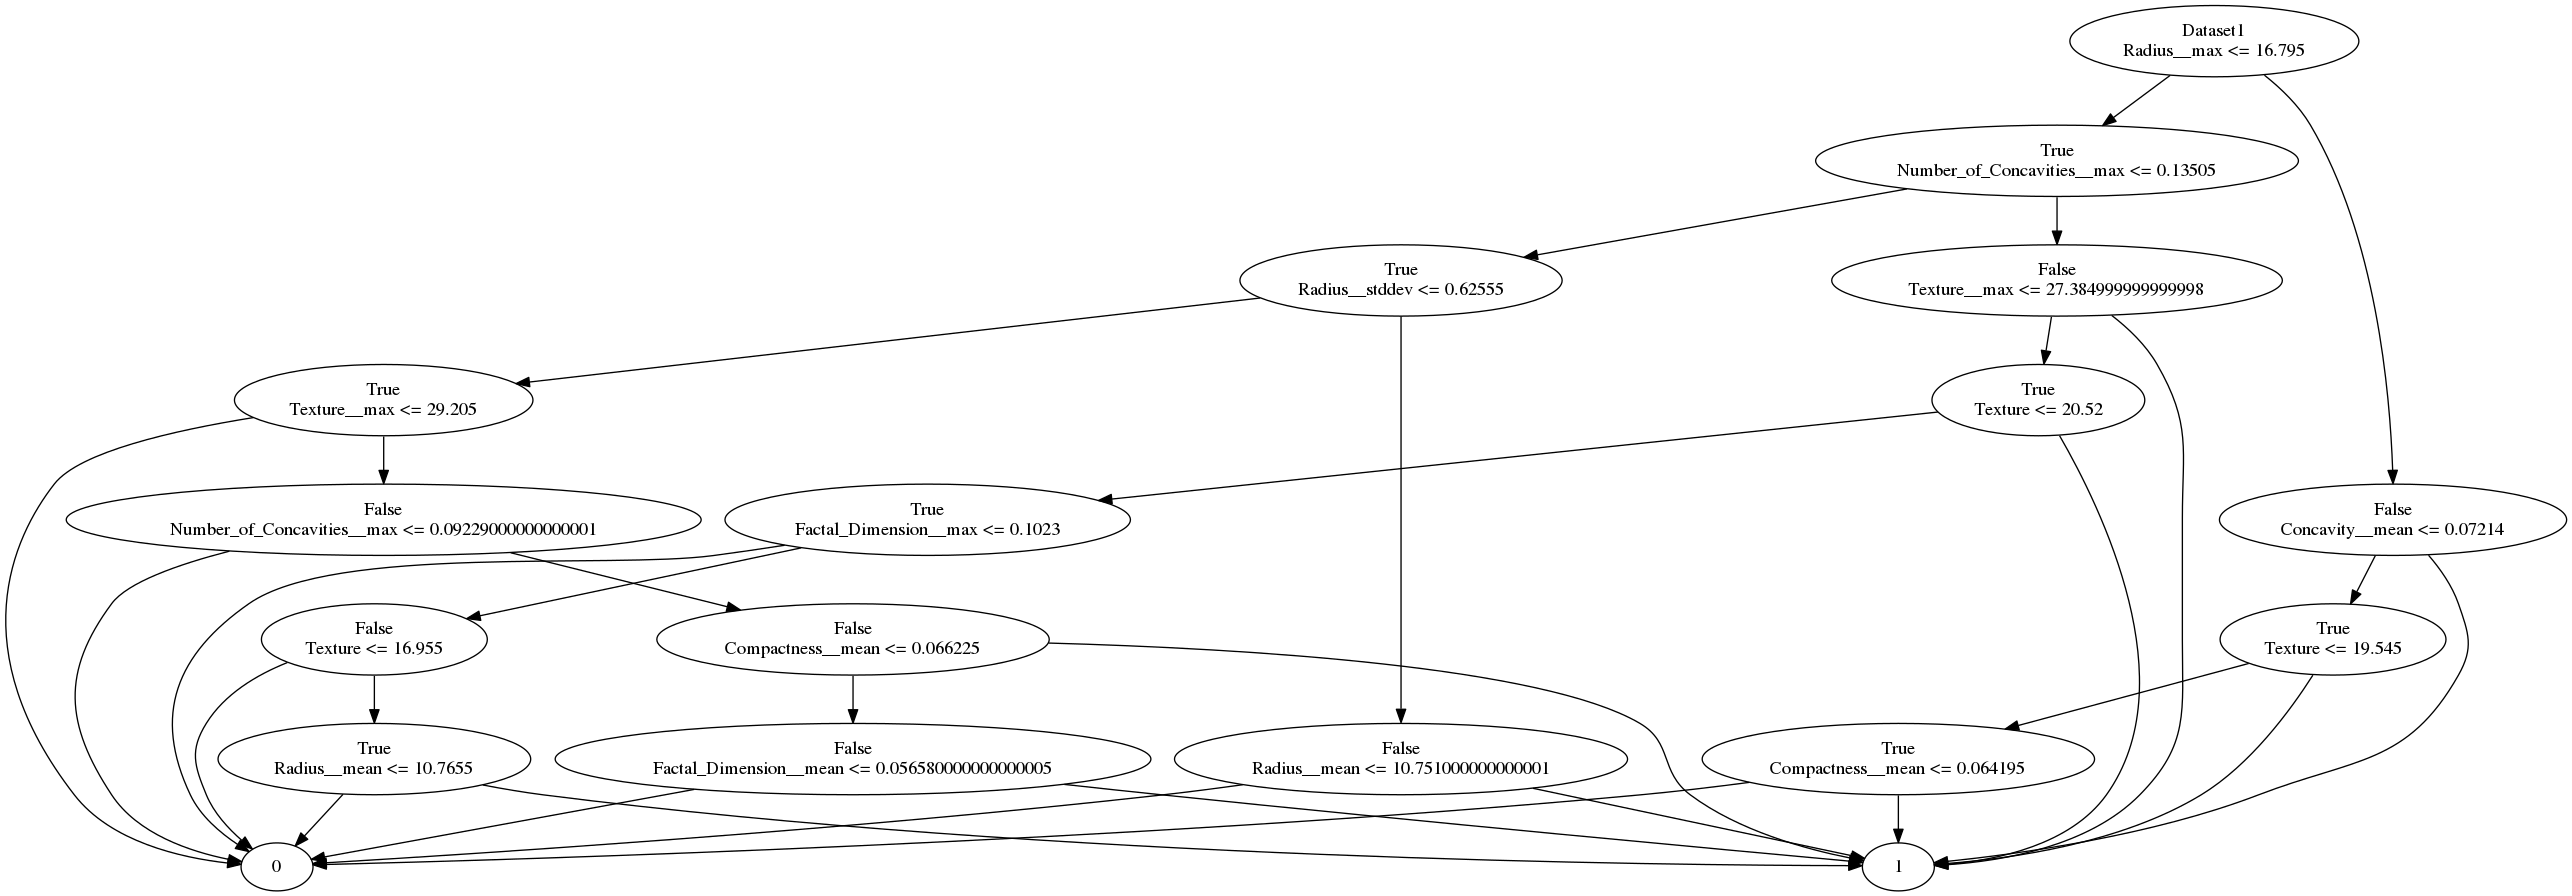 Dataset1
Radius__max <= 16.795
True
Number_of_Concavities__max <= 0.13505
True
Radius__stddev <= 0.62555
False
Texture__max <= 27.384999999999998
True
Texture__max <= 29.205
True
Texture <= 20.52
False
Number_of_Concavities__max <= 0.09229000000000001
True
Factal_Dimension__max <= 0.1023
False
Concavity__mean <= 0.07214
False
Texture <= 16.955
False
Compactness__mean <= 0.066225
True
Texture <= 19.545
True
Radius__mean <= 10.7655
False
Factal_Dimension__mean <= 0.056580000000000005
False
Radius__mean <= 10.751000000000001
True
Compactness__mean <= 0.064195
0
1